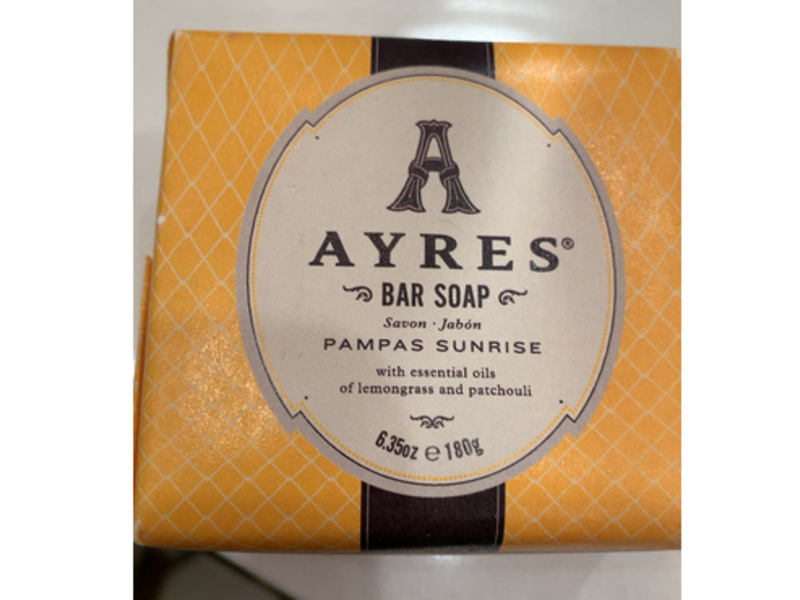 A
AYRES®
BAR SOAP
Savon · Jabón
PAMPAS SUNRISE
with essential oils
of lemongrass and patchouli
6.35oz ℮ 180g